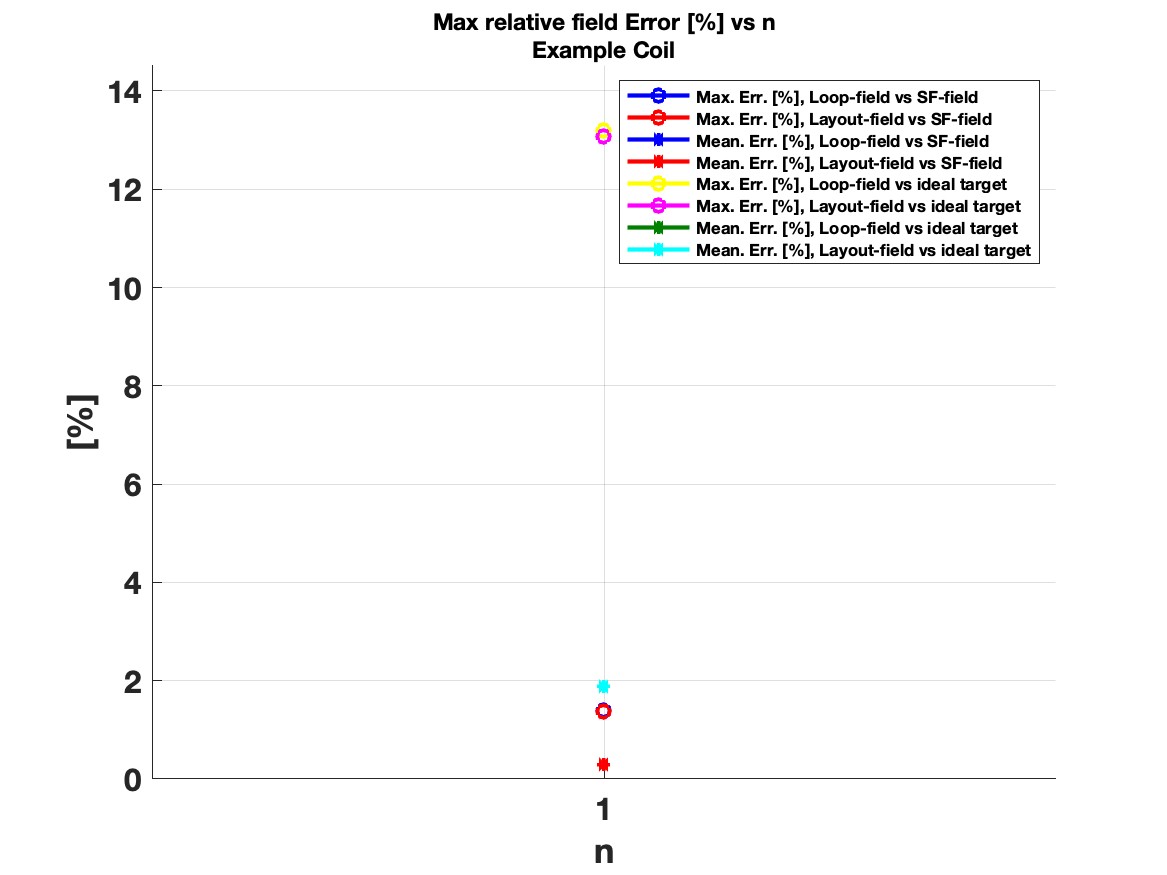 Max relative field Error [%] vs n
Example Coil
14
12
10
8
6
4
2
0
[%]
1
n
Max. Err. [%], Loop-field vs SF-field
Max. Err. [%], Layout-field vs SF-field
Mean. Err. [%], Loop-field vs SF-field
Mean. Err. [%], Layout-field vs SF-field
Max. Err. [%], Loop-field vs ideal target
Max. Err. [%], Layout-field vs ideal target
Mean. Err. [%], Loop-field vs ideal target
Mean. Err. [%], Layout-field vs ideal target